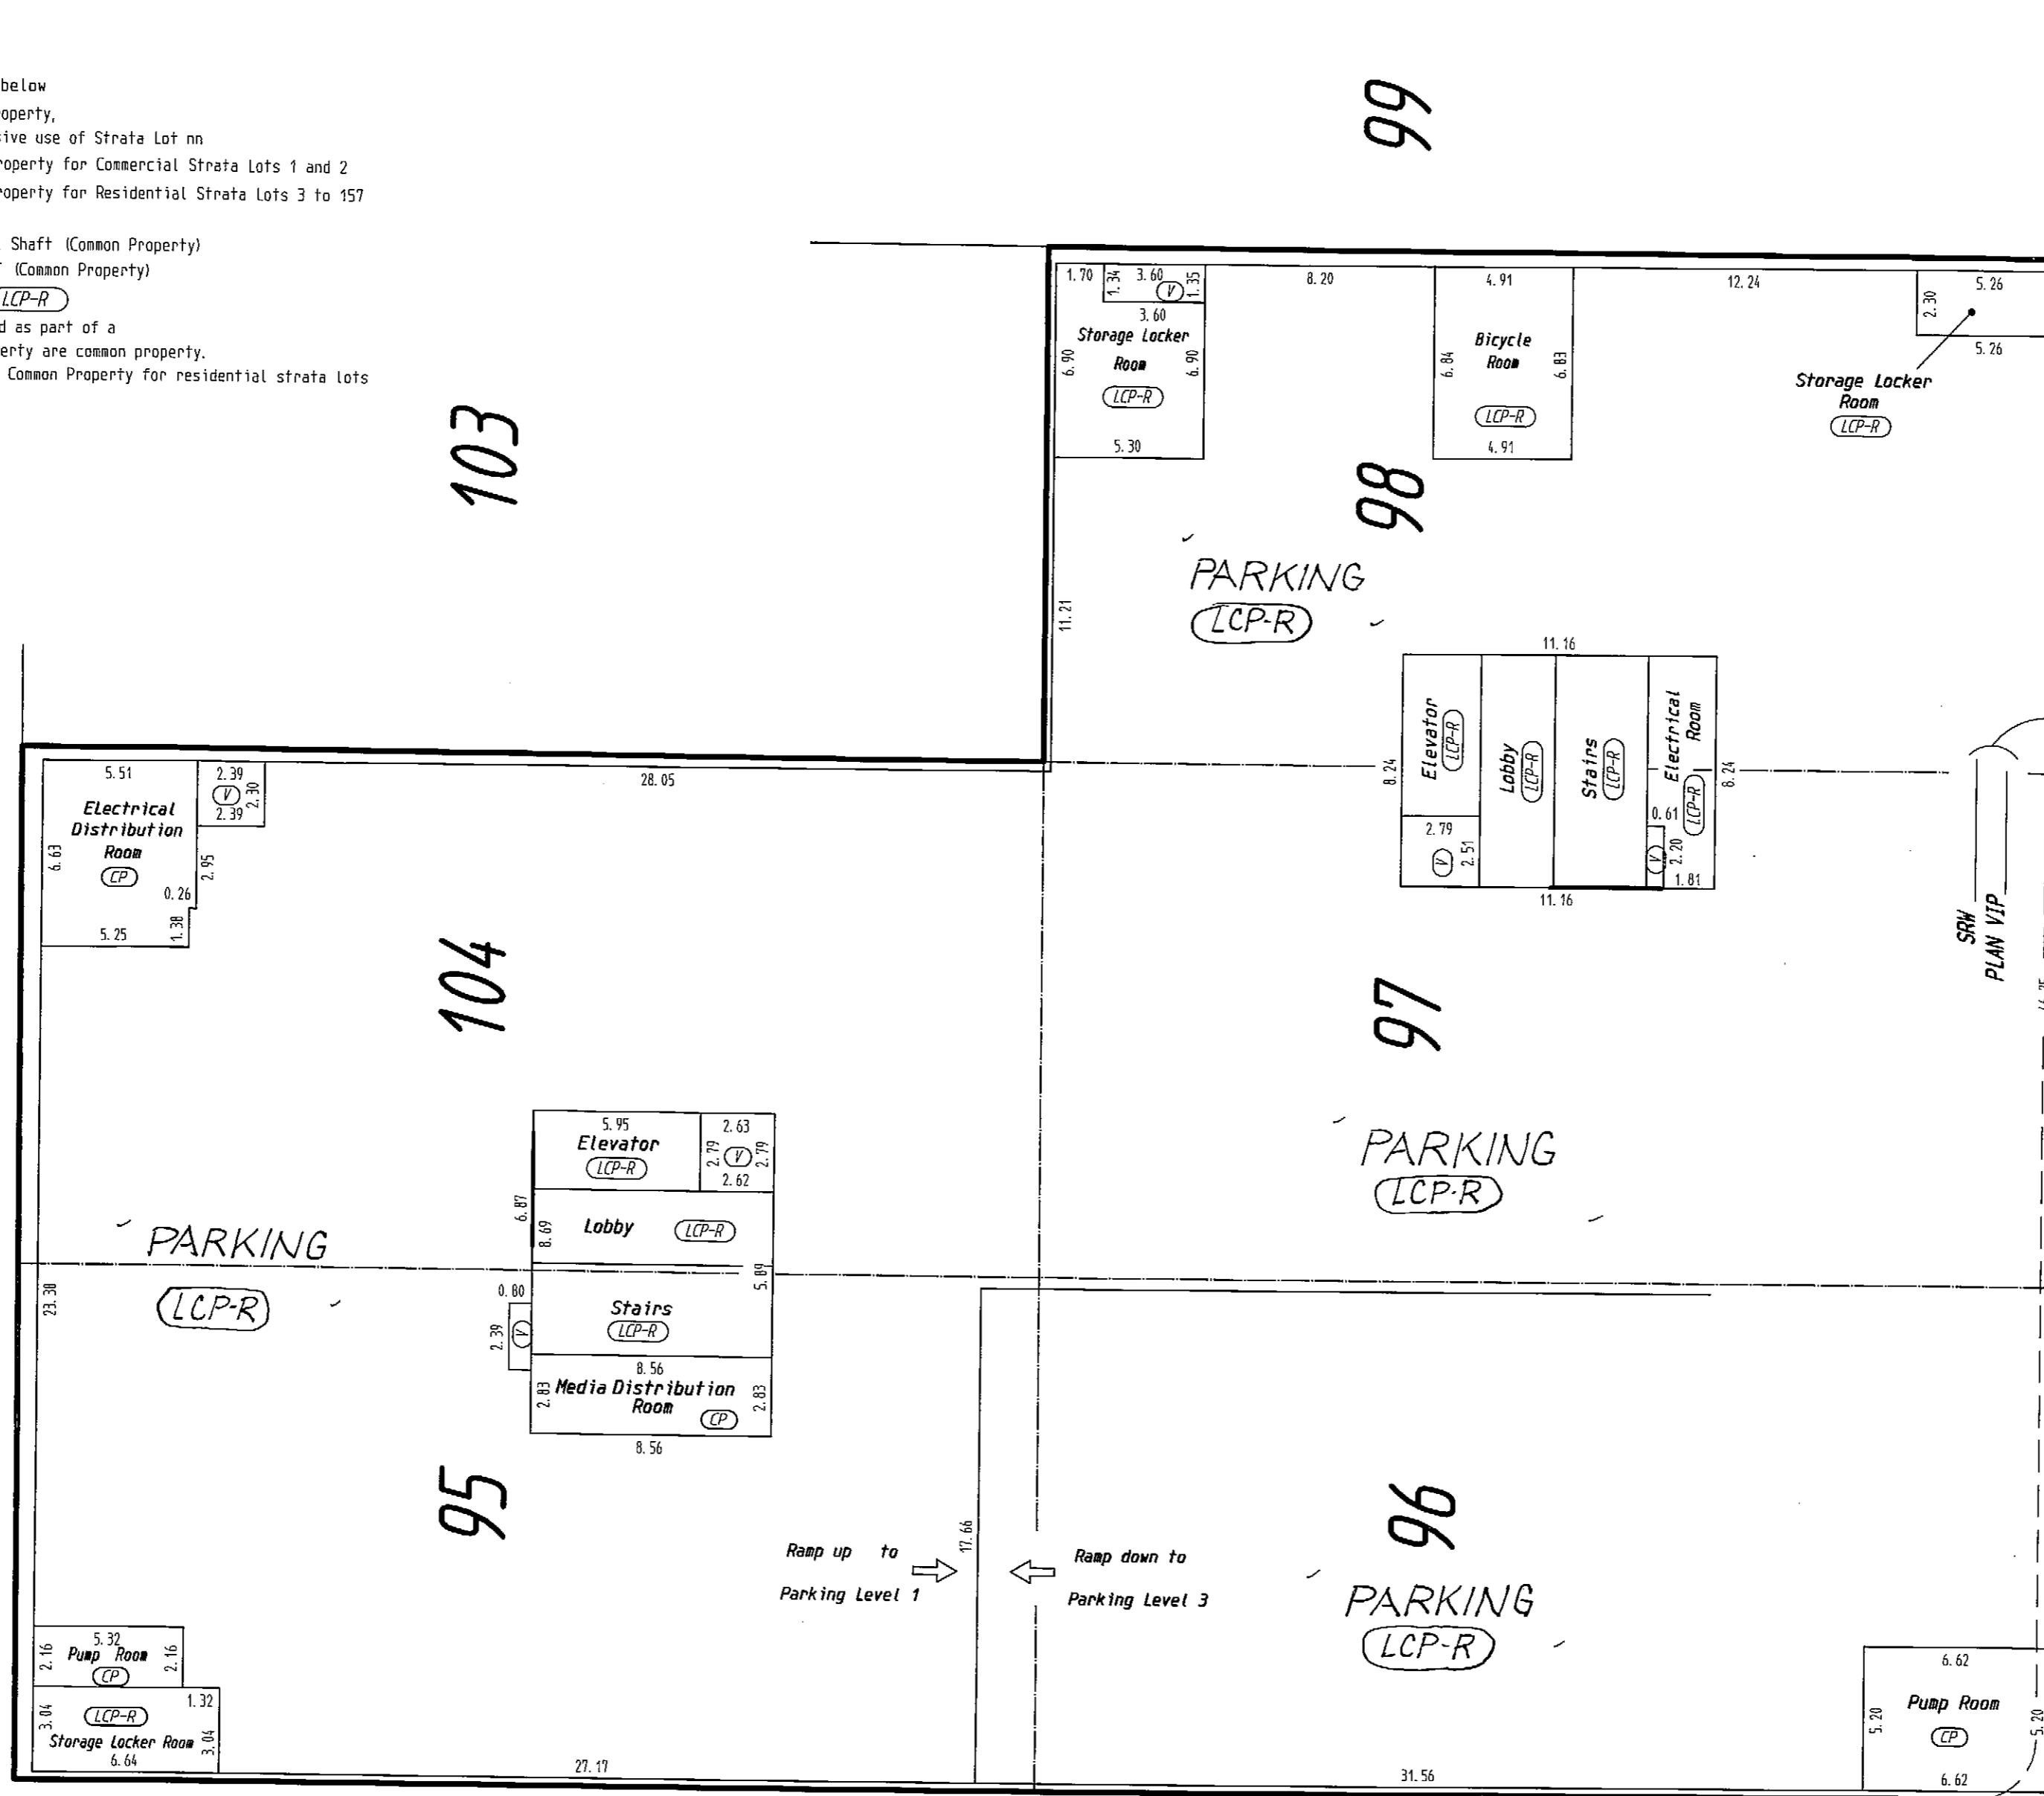 below
operty,
sive use of Strata Lot nn
roperty for Commercial Strata Lots 1 and 2
roperty for Residential Strata Lots 3 to 157
Shaft (Common Property)
(Common Property)
LCP-R
d as part of a
erty are common property.
Common Property for residential strata lots
99
103
1.70
1.34
3.60
V
1.35
3.60
Storage Locker
Room
LCP-R
6.90
6.90
5.30
8.20
4.91
Bicycle
Room
LCP-R
6.84
6.83
4.91
12.24
2.30
5.26
5.26
Storage Locker
Room
LCP-R
98
PARKING
LCP-R
11.21
11.16
Elevator
LCP-R
Lobby
LCP-R
Stairs
LCP-R
Electrical
Room
LCP-R
8.24
8.24
2.79
V
2.51
0.61
V
2.20
1.81
11.16
SRW
PLAN VIP
5.51
2.39
V
2.30
2.39
28.05
Electrical
Distribution
Room
CP
6.63
2.95
0.26
1.38
5.25
104
97
5.95
Elevator
LCP-R
2.63
2.79
V
2.79
2.62
6.87
8.69
Lobby
LCP-R
5.89
PARKING
LCP-R
PARKING
LCP-R
23.38
0.80
2.39
V
Stairs
LCP-R
8.56
2.83
Media Distribution
Room
CP
2.83
8.56
95
96
17.66
Ramp up to
Parking Level 1
Ramp down to
Parking Level 3
PARKING
LCP-R
5.32
2.16
Pump Room
2.16
CP
1.32
3.04
LCP-R
3.04
Storage Locker Room
6.64
27.17
31.56
6.62
Pump Room
CP
5.20
5.20
6.62